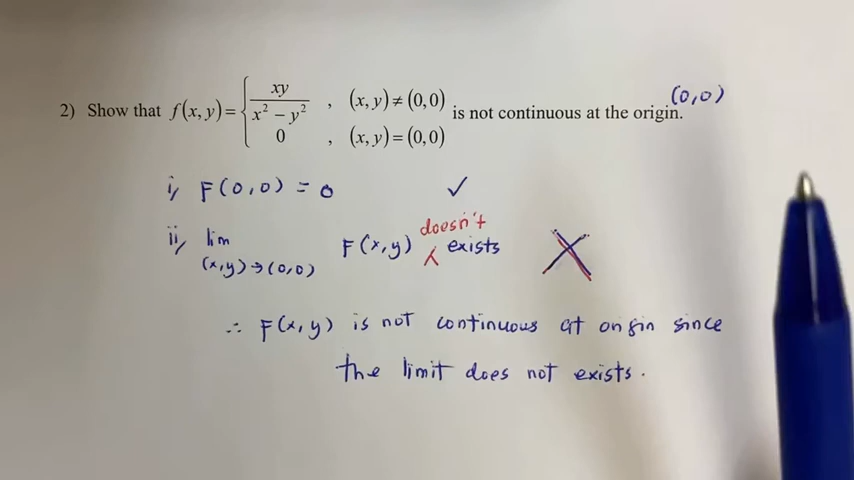 (0,0)
2) Show that f(x,y) = { xy / x² − y² , (x,y) ≠ (0,0) is not continuous at the origin.
0 , (x,y) = (0,0)
i, F(0,0) = 0 ✓
doesn't
ii, lim F(x,y) ⁁ exists X
(x,y)→(0,0)
∴ F(x,y) is not continuous at origin since
the limit does not exists.